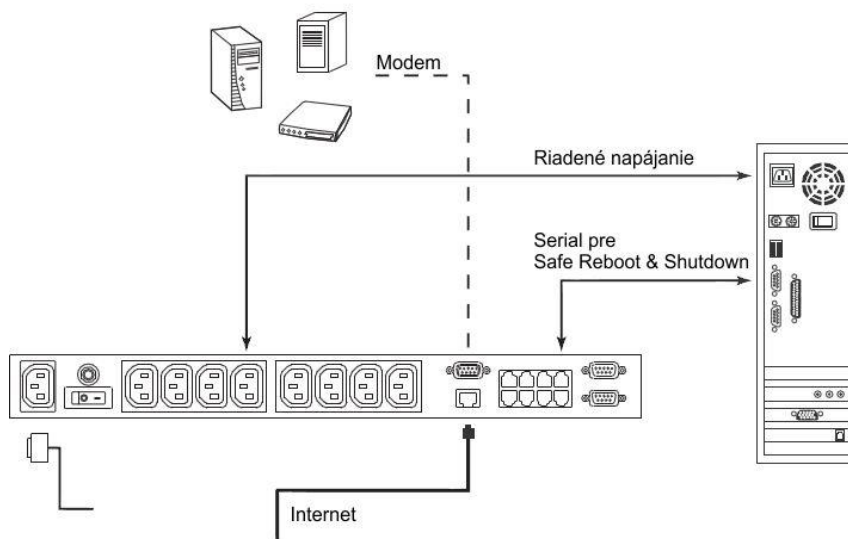 Modem
Riadené napájanie
Serial pre
Safe Reboot & Shutdown
Internet